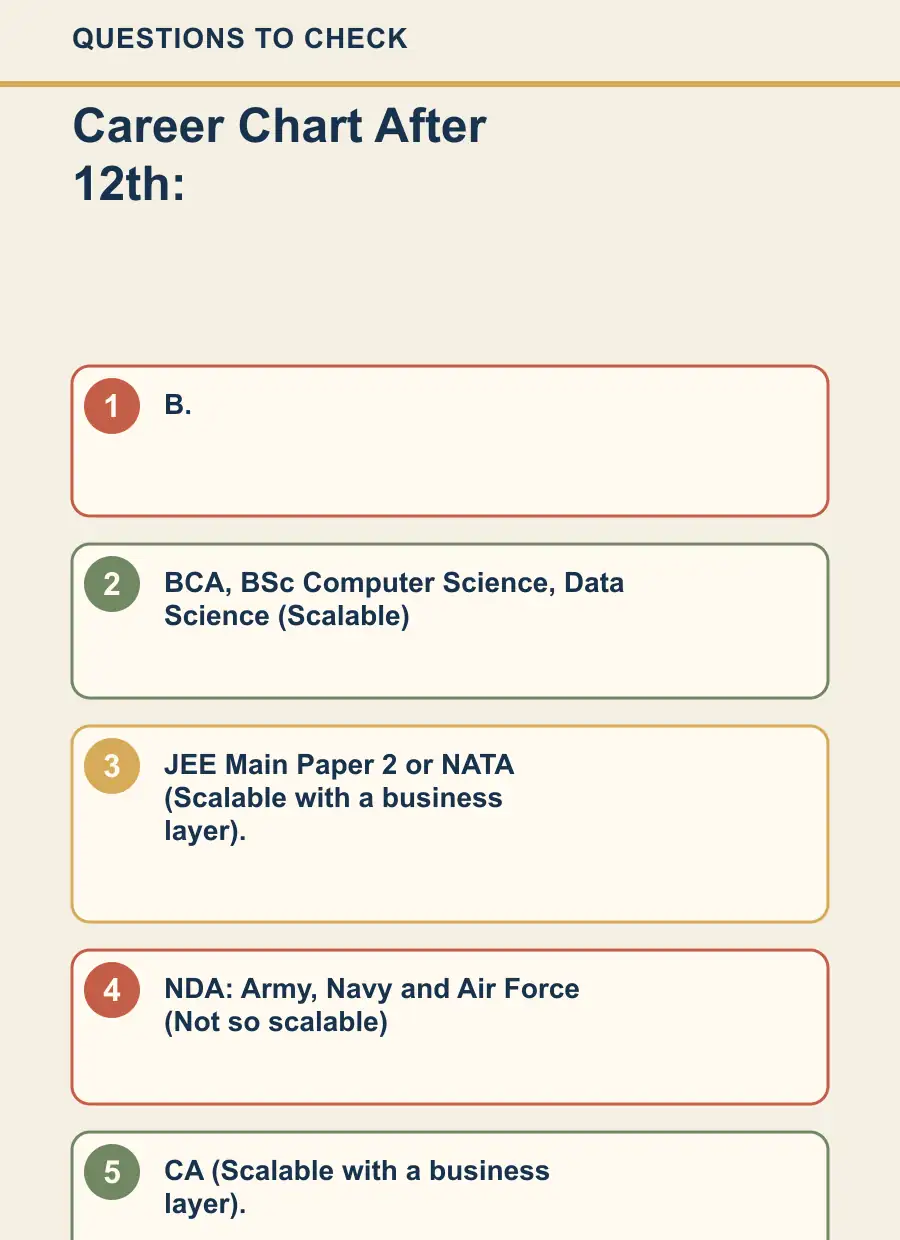 QUESTIONS TO CHECK
Career Chart After
12th:
1
B.
2
BCA, BSc Computer Science, Data
Science (Scalable)
3
JEE Main Paper 2 or NATA
(Scalable with a business
layer).
4
NDA: Army, Navy and Air Force
(Not so scalable)
5
CA (Scalable with a business
layer).